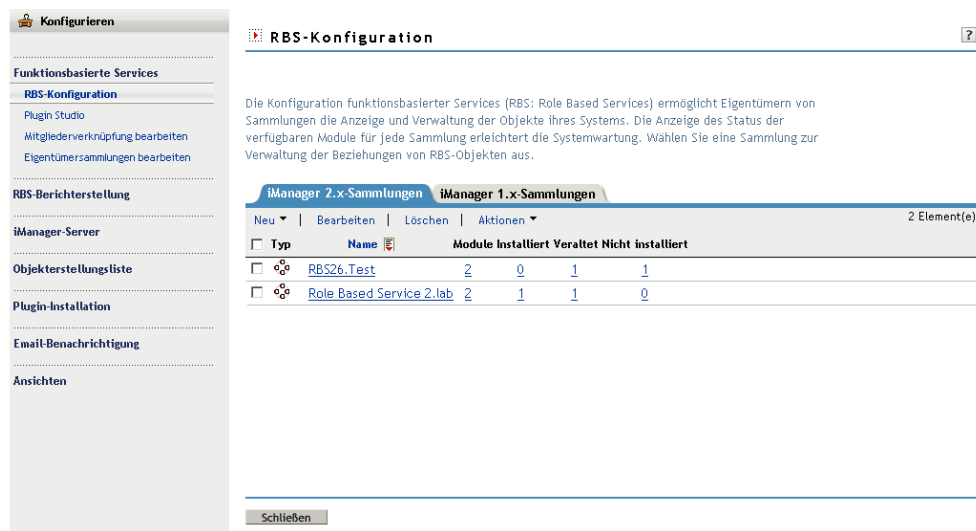 Konfigurieren
Funktionsbasierte Services
RBS-Konfiguration
Plugin Studio
Mitgliederverknüpfung bearbeiten
Eigentümersammlungen bearbeiten
RBS-Berichterstellung
iManager-Server
Objekterstellungsliste
Plugin-Installation
Email-Benachrichtigung
Ansichten
RBS-Konfiguration ?
Die Konfiguration funktionsbasierter Services (RBS: Role Based Services) ermöglicht Eigentümern von
Sammlungen die Anzeige und Verwaltung der Objekte ihres Systems. Die Anzeige des Status der
verfügbaren Module für jede Sammlung erleichtert die Systemwartung. Wählen Sie eine Sammlung zur
Verwaltung der Beziehungen von RBS-Objekten aus.
iManager 2.x-Sammlungen iManager 1.x-Sammlungen
Neu | Bearbeiten | Löschen | Aktionen 2 Element(e)
Typ Name Module Installiert Veraltet Nicht installiert
RBS26.Test 2 0 1 1
Role Based Service 2.lab 2 1 1 0
Schließen